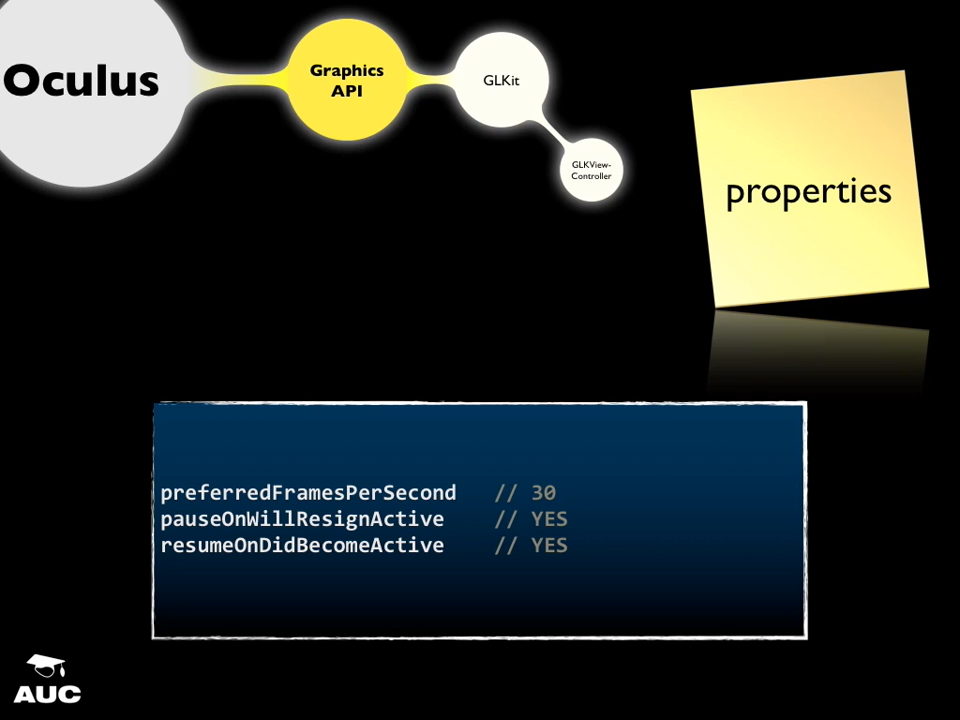 Oculus
Graphics
API
GLKit
GLKView-
Controller
properties
preferredFramesPerSecond // 30
pauseOnWillResignActive // YES
resumeOnDidBecomeActive // YES
AUC